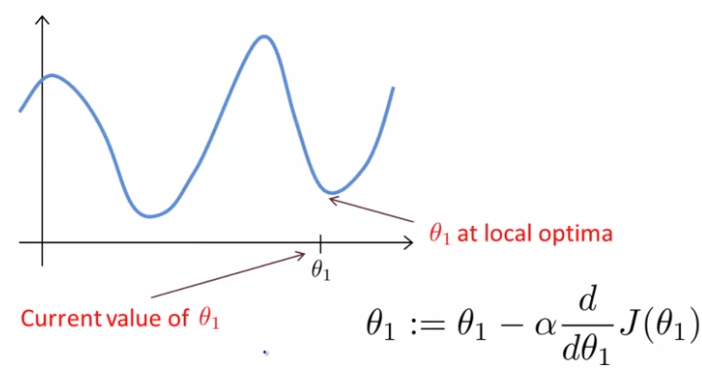 θ₁ at local optima
θ₁
Current value of θ₁
θ₁ := θ₁ − α d/dθ₁ J(θ₁)